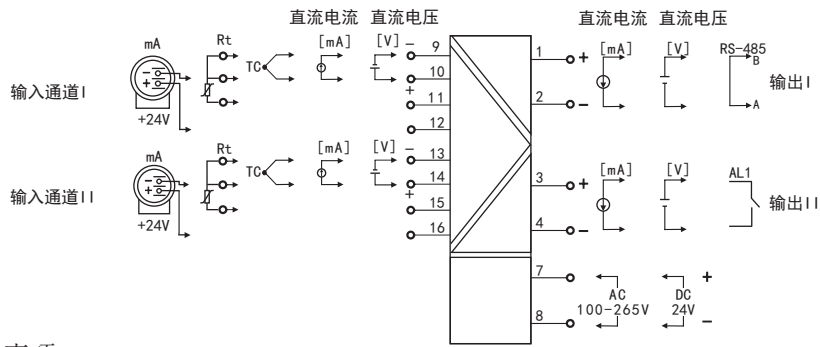 直流电流 直流电压
直流电流 直流电压
mA
Rt
TC
[mA]
[V]
−
9
10
+
11
12
输入通道I
− +
+24V
mA
Rt
TC
[mA]
[V]
−
13
14
+
15
16
输入通道II
− +
+24V
1
+
[mA]
[V]
RS-485
B
2
−
A
输出I
3
+
[mA]
[V]
AL1
4
−
输出II
7
8
AC
100-265V
DC
24V
+
−